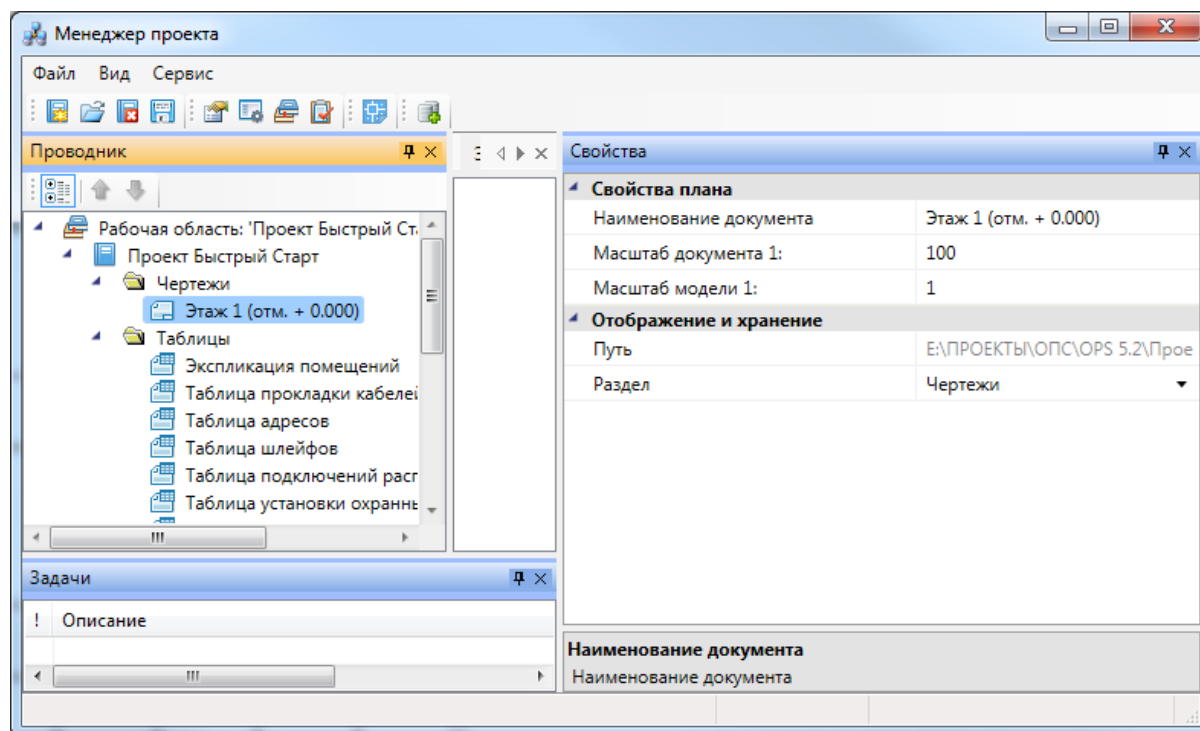 Менеджер проекта
Файл Вид Сервис
Проводник
Рабочая область: 'Проект Быстрый Ст
Проект Быстрый Старт
Чертежи
Этаж 1 (отм. + 0.000)
Таблицы
Экспликация помещений
Таблица прокладки кабелей
Таблица адресов
Таблица шлейфов
Таблица подключений расп
Таблица установки охранны
Свойства
Свойства плана
Наименование документа Этаж 1 (отм. + 0.000)
Масштаб документа 1: 100
Масштаб модели 1: 1
Отображение и хранение
Путь E:\ПРОЕКТЫ\ОПС\OPS 5.2\Прое
Раздел Чертежи
Задачи
! Описание
Наименование документа
Наименование документа